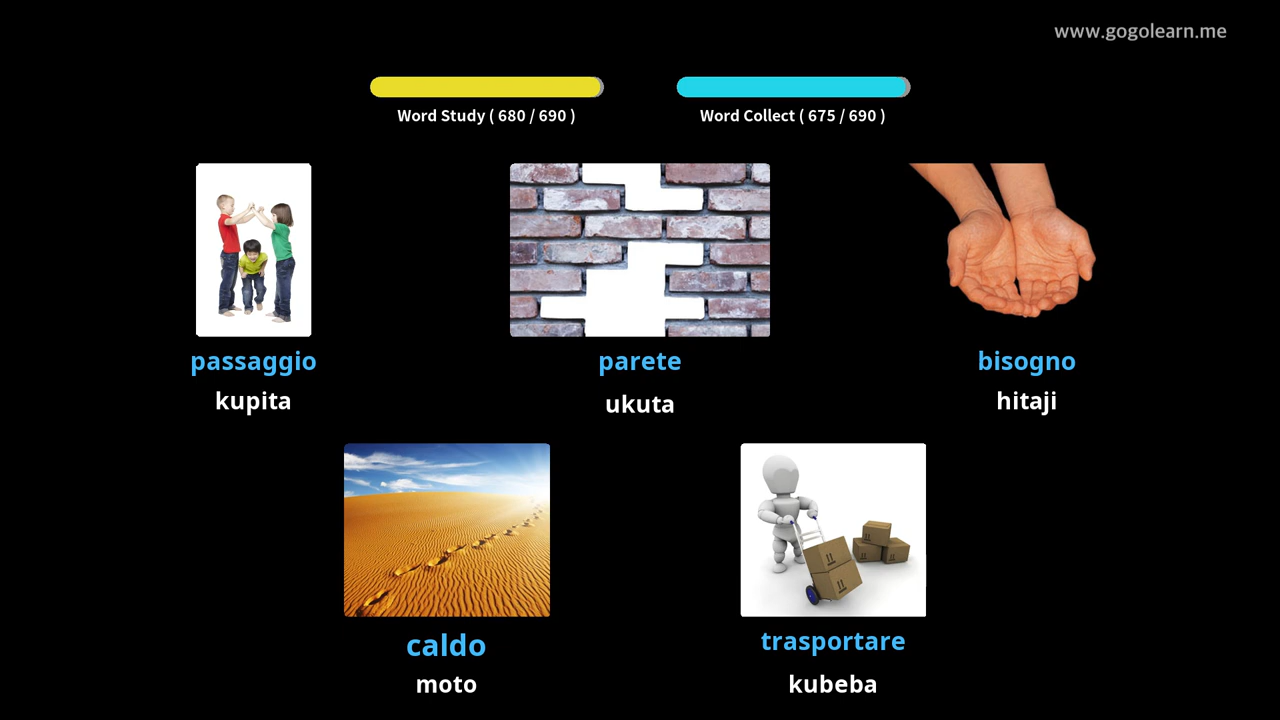 www.gogolearn.me
Word Study ( 680 / 690 )
Word Collect ( 675 / 690 )
passaggio
kupita
parete
ukuta
bisogno
hitaji
caldo
moto
trasportare
kubeba